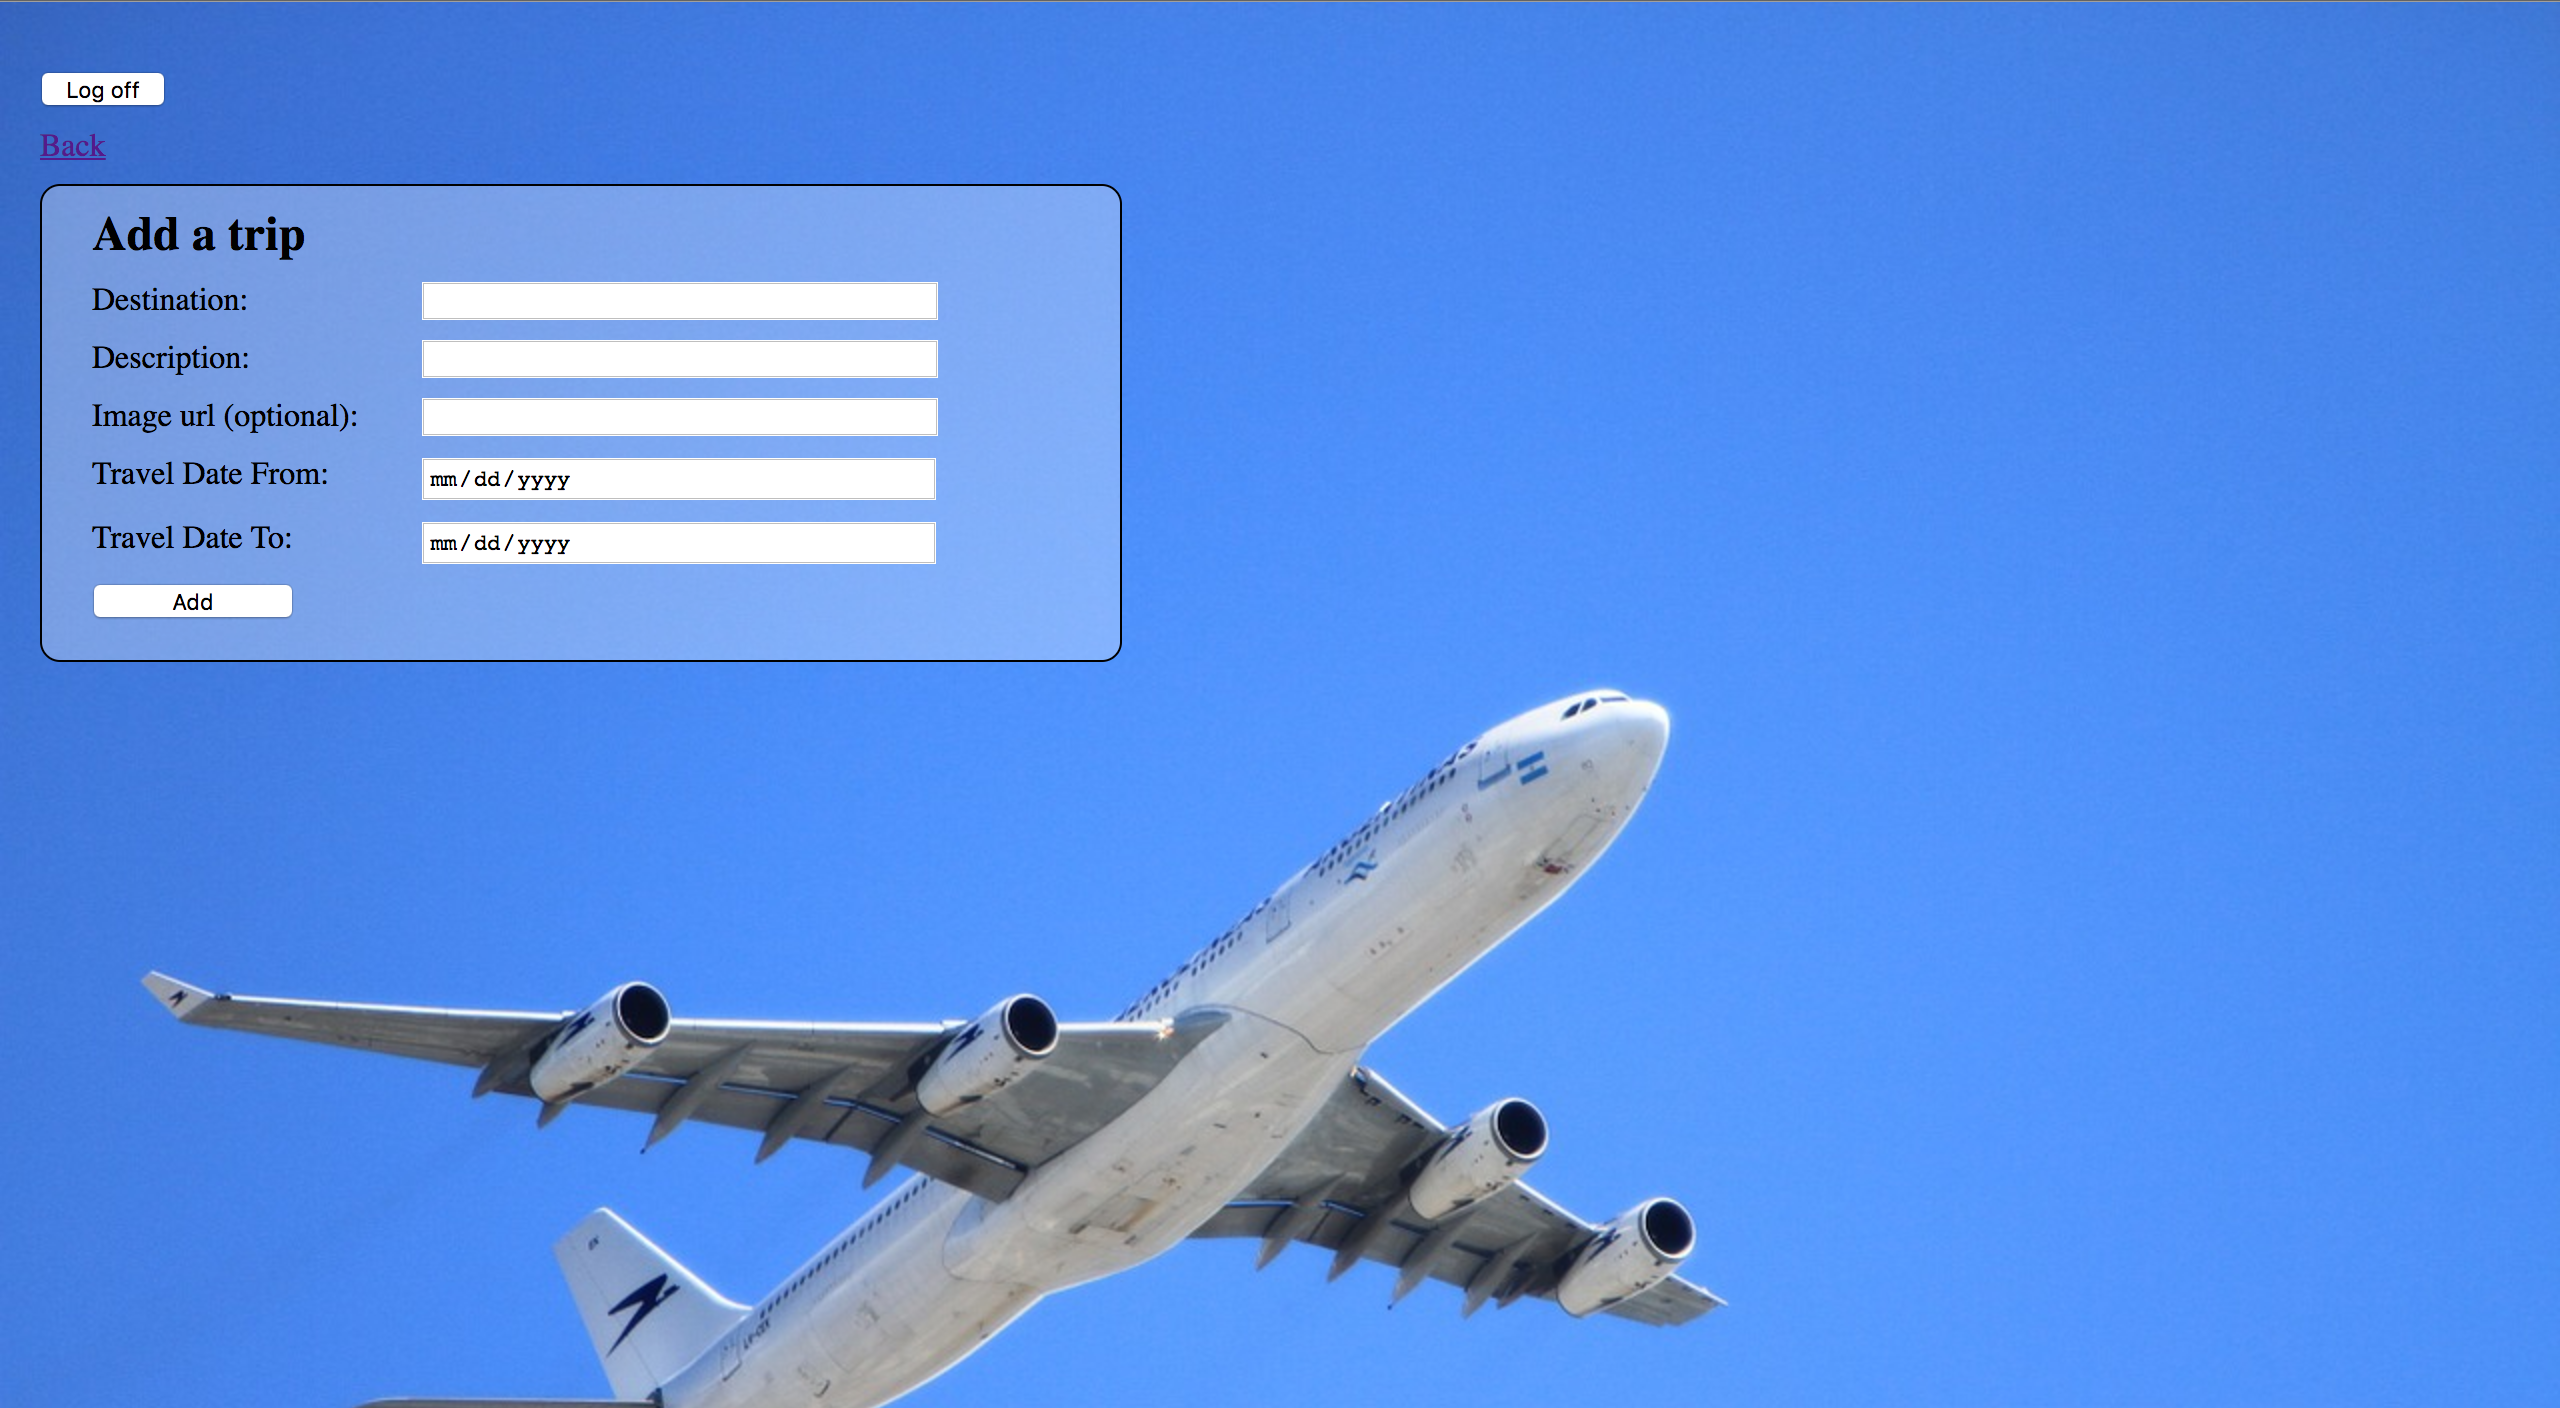 Log off
Back
Add a trip
Destination:
Description:
Image url (optional):
Travel Date From: mm/dd/yyyy
Travel Date To: mm/dd/yyyy
Add